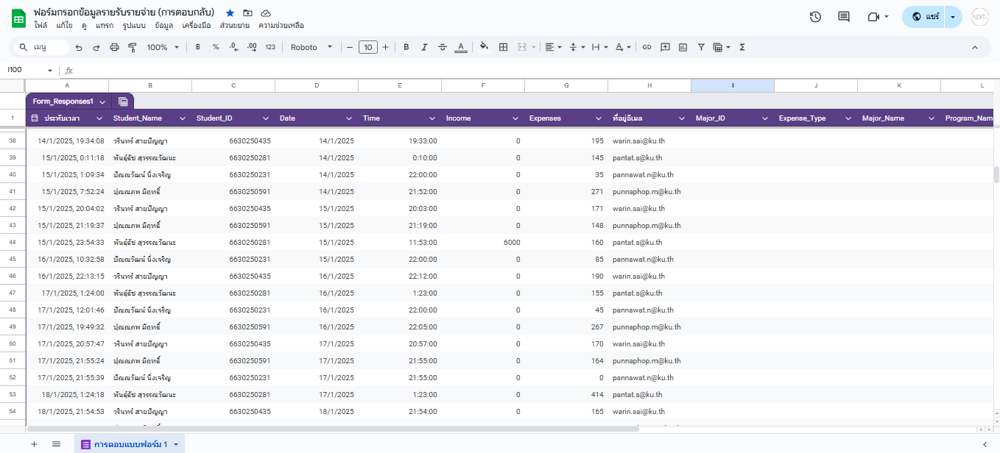 ฟอร์มกรอกข้อมูลรายรับรายจ่าย (การตอบกลับ)
ไฟล์ แก้ไข ดู แทรก รูปแบบ ข้อมูล เครื่องมือ ส่วนขยาย ความช่วยเหลือ
แชร์
NEXT
เมนู 100% ฿ % .0 .00 123 Roboto 10 B I S A
I100 fx
A B C D E F G H I J K L
Form_Responses1
1 ประทับเวลา Student_Name Student_ID Date Time Income Expenses ที่อยู่อีเมล Major_ID Expense_Type Major_Name Program_Nam
38 14/1/2025, 19:34:08 วรินทร์ สายปัญญา 6630250435 14/1/2025 19:33:00 0 195 warin.sai@ku.th
39 15/1/2025, 0:11:18 พันธุ์ธัช สุวรรณวัฒนะ 6630250281 14/1/2025 0:10:00 0 145 pantat.s@ku.th
40 15/1/2025, 1:09:34 ปัณณวัฒน์ นิ่งเจริญ 6630250231 14/1/2025 22:00:00 0 35 pannawat.n@ku.th
41 15/1/2025, 7:52:24 ปุณณภพ มีฤทธิ์ 6630250591 14/1/2025 21:52:00 0 271 punnaphop.m@ku.th
42 15/1/2025, 20:04:02 วรินทร์ สายปัญญา 6630250435 15/1/2025 20:03:00 0 171 warin.sai@ku.th
43 15/1/2025, 21:19:37 ปุณณภพ มีฤทธิ์ 6630250591 15/1/2025 21:19:00 0 148 punnaphop.m@ku.th
44 15/1/2025, 23:54:33 พันธุ์ธัช สุวรรณวัฒนะ 6630250281 15/1/2025 11:53:00 6000 160 pantat.s@ku.th
45 16/1/2025, 10:32:58 ปัณณวัฒน์ นิ่งเจริญ 6630250231 15/1/2025 22:00:00 0 85 pannawat.n@ku.th
46 16/1/2025, 22:13:15 วรินทร์ สายปัญญา 6630250435 16/1/2025 22:12:00 0 190 warin.sai@ku.th
47 17/1/2025, 1:24:00 พันธุ์ธัช สุวรรณวัฒนะ 6630250281 16/1/2025 1:23:00 0 155 pantat.s@ku.th
48 17/1/2025, 12:01:46 ปัณณวัฒน์ นิ่งเจริญ 6630250231 16/1/2025 22:00:00 0 45 pannawat.n@ku.th
49 17/1/2025, 19:49:32 ปุณณภพ มีฤทธิ์ 6630250591 16/1/2025 22:05:00 0 267 punnaphop.m@ku.th
50 17/1/2025, 20:57:47 วรินทร์ สายปัญญา 6630250435 17/1/2025 20:57:00 0 170 warin.sai@ku.th
51 17/1/2025, 21:55:24 ปุณณภพ มีฤทธิ์ 6630250591 17/1/2025 21:55:00 0 164 punnaphop.m@ku.th
52 17/1/2025, 21:55:39 ปัณณวัฒน์ นิ่งเจริญ 6630250231 17/1/2025 21:55:00 0 0 pannawat.n@ku.th
53 18/1/2025, 1:24:18 พันธุ์ธัช สุวรรณวัฒนะ 6630250281 17/1/2025 1:23:00 0 414 pantat.s@ku.th
54 18/1/2025, 21:54:53 วรินทร์ สายปัญญา 6630250435 18/1/2025 21:54:00 0 165 warin.sai@ku.th
การตอบแบบฟอร์ม 1